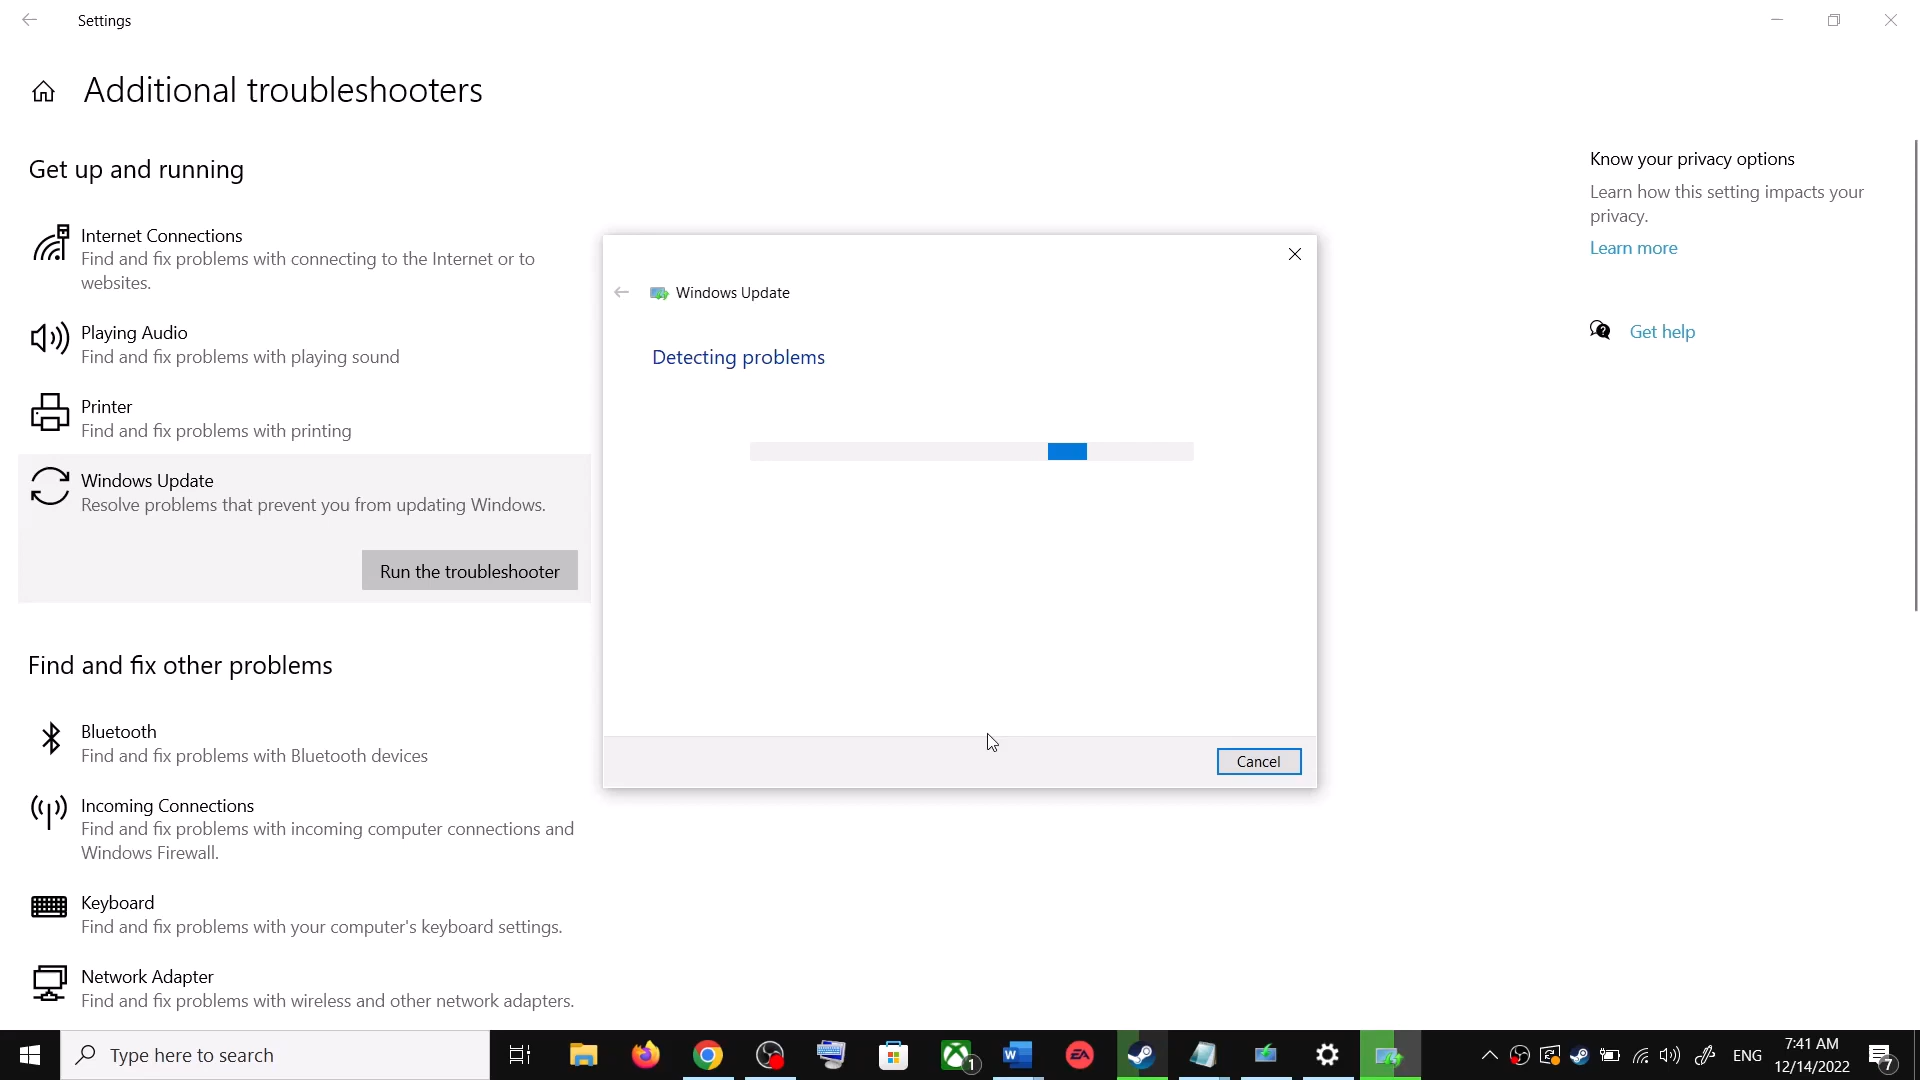 Settings
Additional troubleshooters
Get up and running
Internet Connections
Find and fix problems with connecting to the Internet or to
websites.
Playing Audio
Find and fix problems with playing sound
Printer
Find and fix problems with printing
Windows Update
Resolve problems that prevent you from updating Windows.
Run the troubleshooter
Find and fix other problems
Bluetooth
Find and fix problems with Bluetooth devices
Incoming Connections
Find and fix problems with incoming computer connections and
Windows Firewall.
Keyboard
Find and fix problems with your computer's keyboard settings.
Network Adapter
Find and fix problems with wireless and other network adapters.
Windows Update
Detecting problems
Cancel
Know your privacy options
Learn how this setting impacts your
privacy.
Learn more
Get help
Type here to search
1
W
EA
ENG
7:41 AM
12/14/2022
7